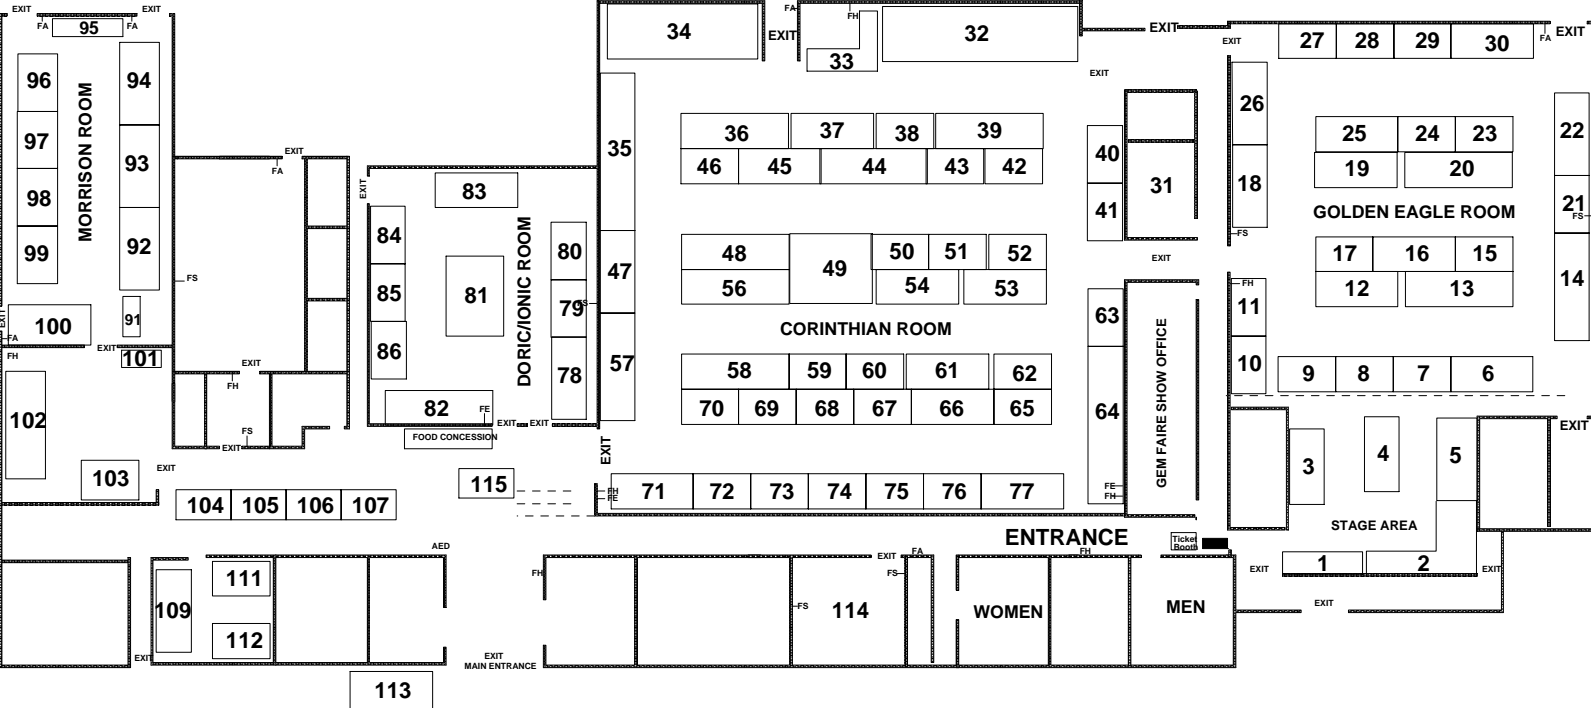 EXIT
EXIT
FA
95
FA
34
FA
EXIT
FH
33
32
EXIT
EXIT
EXIT
27
28
29
30
FA
EXIT
96
94
97
93
98
92
99
MORRISON ROOM
FS
91
EXIT
100
FA
FH
EXIT
101
102
103
EXIT
EXIT
FA
EXIT
FH
FS
EXIT
EXIT
83
84
85
86
81
80
79
FS
78
DORIC/IONIC ROOM
82
FE
EXIT
EXIT
FOOD CONCESSION
35
47
57
EXIT
36
37
38
39
46
45
44
43
42
48
49
50
51
52
56
54
53
CORINTHIAN ROOM
58
59
60
61
62
70
69
68
67
66
65
40
41
31
EXIT
63
64
GEM FAIRE SHOW OFFICE
FE
FH
FH
FE
71
72
73
74
75
76
77
26
18
FS
25
24
23
19
20
GOLDEN EAGLE ROOM
22
21
FS
14
17
16
15
12
13
FH
11
10
9
8
7
6
3
4
5
EXIT
STAGE AREA
1
2
EXIT
EXIT
EXIT
104
105
106
107
115
AED
ENTRANCE
Ticket
Booth
109
111
112
EXIT
113
EXIT
MAIN ENTRANCE
FH
FS
114
EXIT
FA
FS
WOMEN
FH
MEN